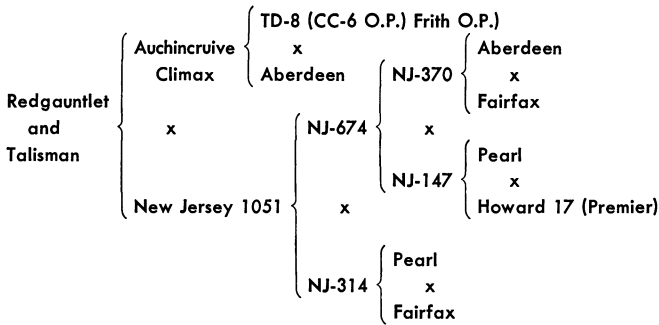 TD-8 (CC-6 O.P.) Frith O.P.)
Auchincruive
x
Aberdeen
Climax
Aberdeen
NJ-370
x
Redgauntlet
Fairfax
and
x
NJ-674
x
Talisman
Pearl
NJ-147
x
New Jersey 1051
x
Howard 17 (Premier)
Pearl
NJ-314
x
Fairfax